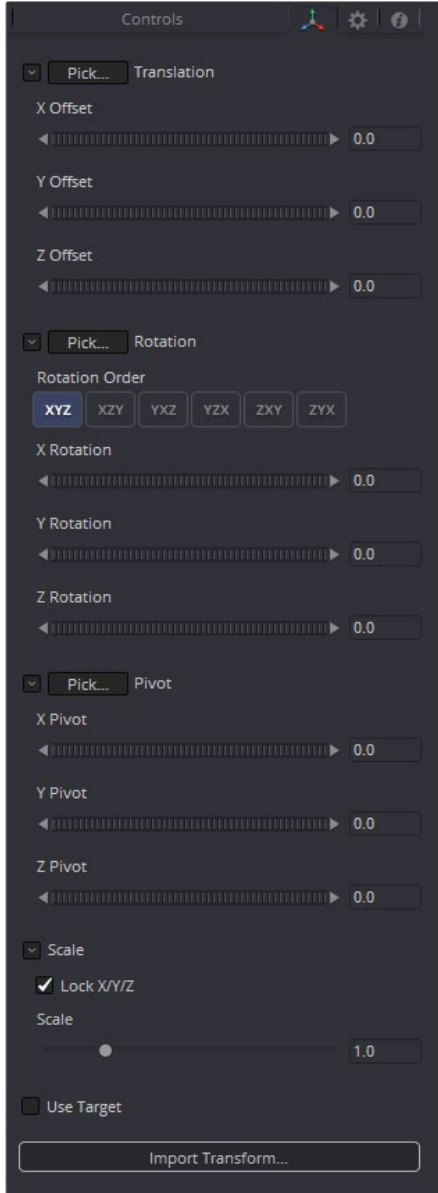 Controls
Pick... Translation
X Offset
0.0
Y Offset
0.0
Z Offset
0.0
Pick... Rotation
Rotation Order
XYZ XZY YXZ YZX ZXY ZYX
X Rotation
0.0
Y Rotation
0.0
Z Rotation
0.0
Pick... Pivot
X Pivot
0.0
Y Pivot
0.0
Z Pivot
0.0
Scale
Lock X/Y/Z
Scale
1.0
Use Target
Import Transform...